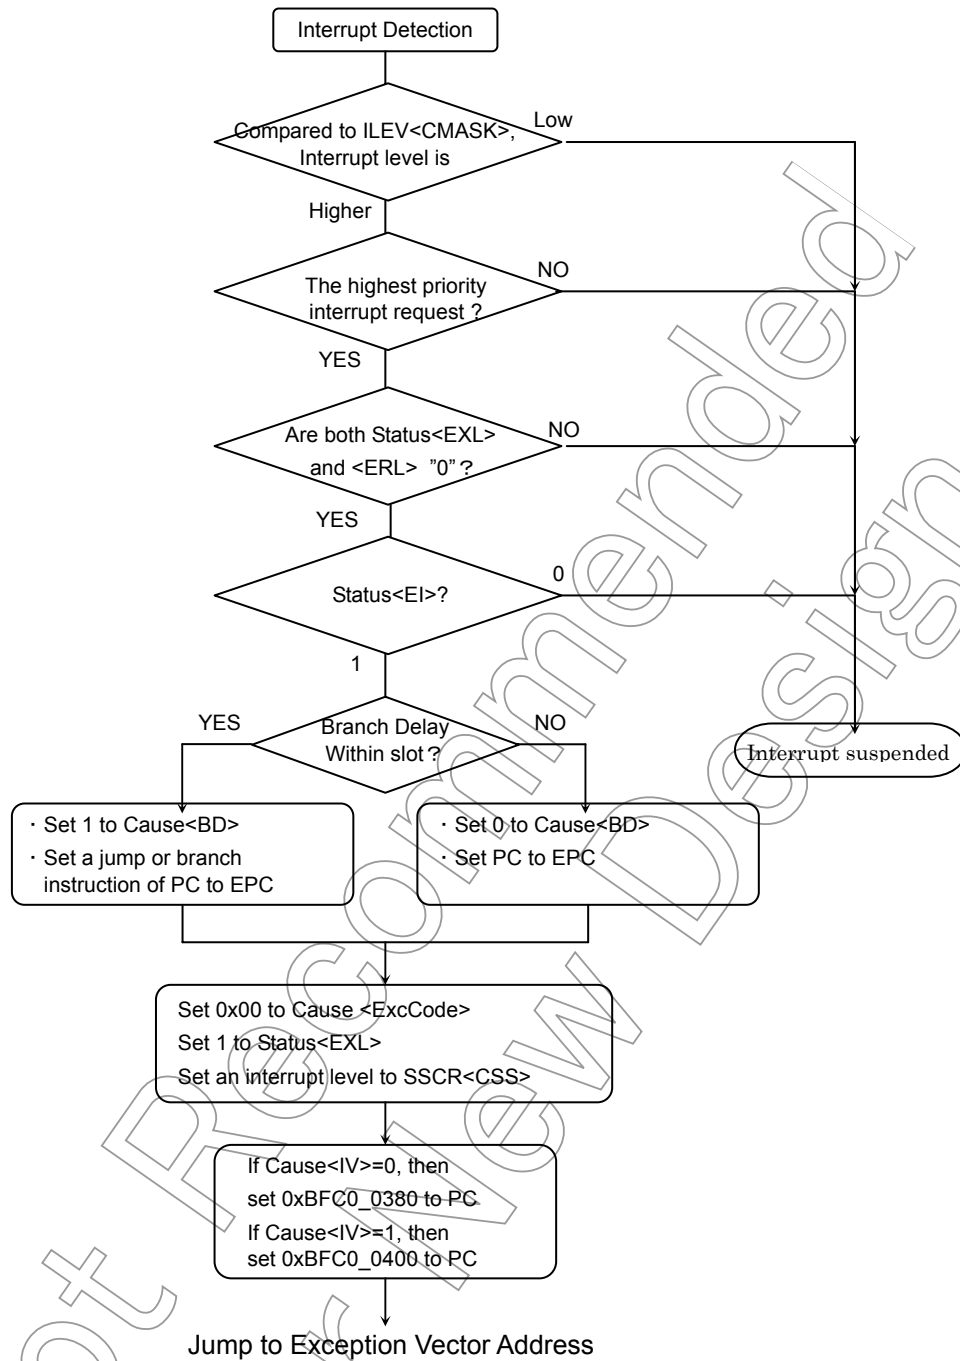 Interrupt Detection
Compared to ILEV<CMASK>,
Interrupt level is
Low
Higher
The highest priority
interrupt request ?
NO
YES
Are both Status<EXL>
and <ERL> ”0” ?
NO
YES
Status<EI>?
0
1
Branch Delay
Within slot ?
YES
NO
Interrupt suspended
・Set 1 to Cause<BD>
・Set a jump or branch
instruction of PC to EPC
・Set 0 to Cause<BD>
・Set PC to EPC
Set 0x00 to Cause <ExcCode>
Set 1 to Status<EXL>
Set an interrupt level to SSCR<CSS>
If Cause<IV>=0, then
set 0xBFC0_0380 to PC
If Cause<IV>=1, then
set 0xBFC0_0400 to PC
Jump to Exception Vector Address
ot Recommended
r New Design